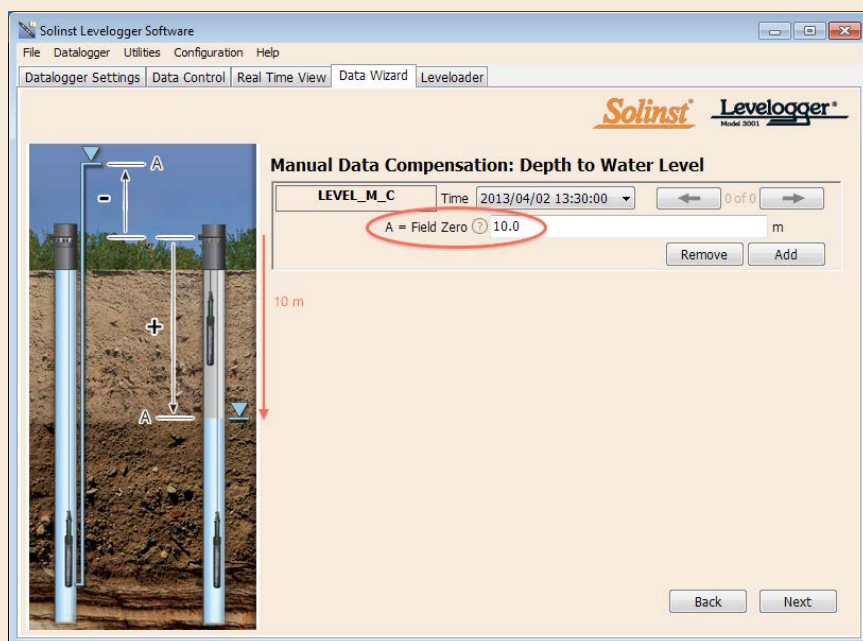 Solinst Levelogger Software
File Datalogger Utilities Configuration Help
Datalogger Settings Data Control Real Time View Data Wizard Leveloader
Solinst® Levelogger®
Model 3001
Manual Data Compensation: Depth to Water Level
LEVEL_M_C Time 2013/04/02 13:30:00 0 of 0
A = Field Zero ? 10.0 m
Remove Add
A
-
10 m
+
A
Back Next